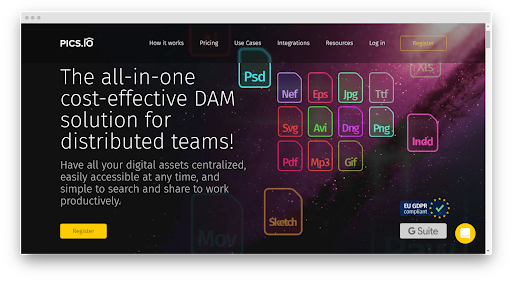 PICS.IO
How it works Pricing Use Cases Integrations Resources Log in Register
The all-in-one
cost-effective DAM
solution for
distributed teams!
Have all your digital assets centralized,
easily accessible at any time, and
simple to search and share to work
productively.
Register
Psd
Xls
Nef Eps Jpg Ttf
Svg Avi Dng Png
Indd
Pdf Mp3 Gif
Sketch
Mov
EU GDPR
compliant
G Suite